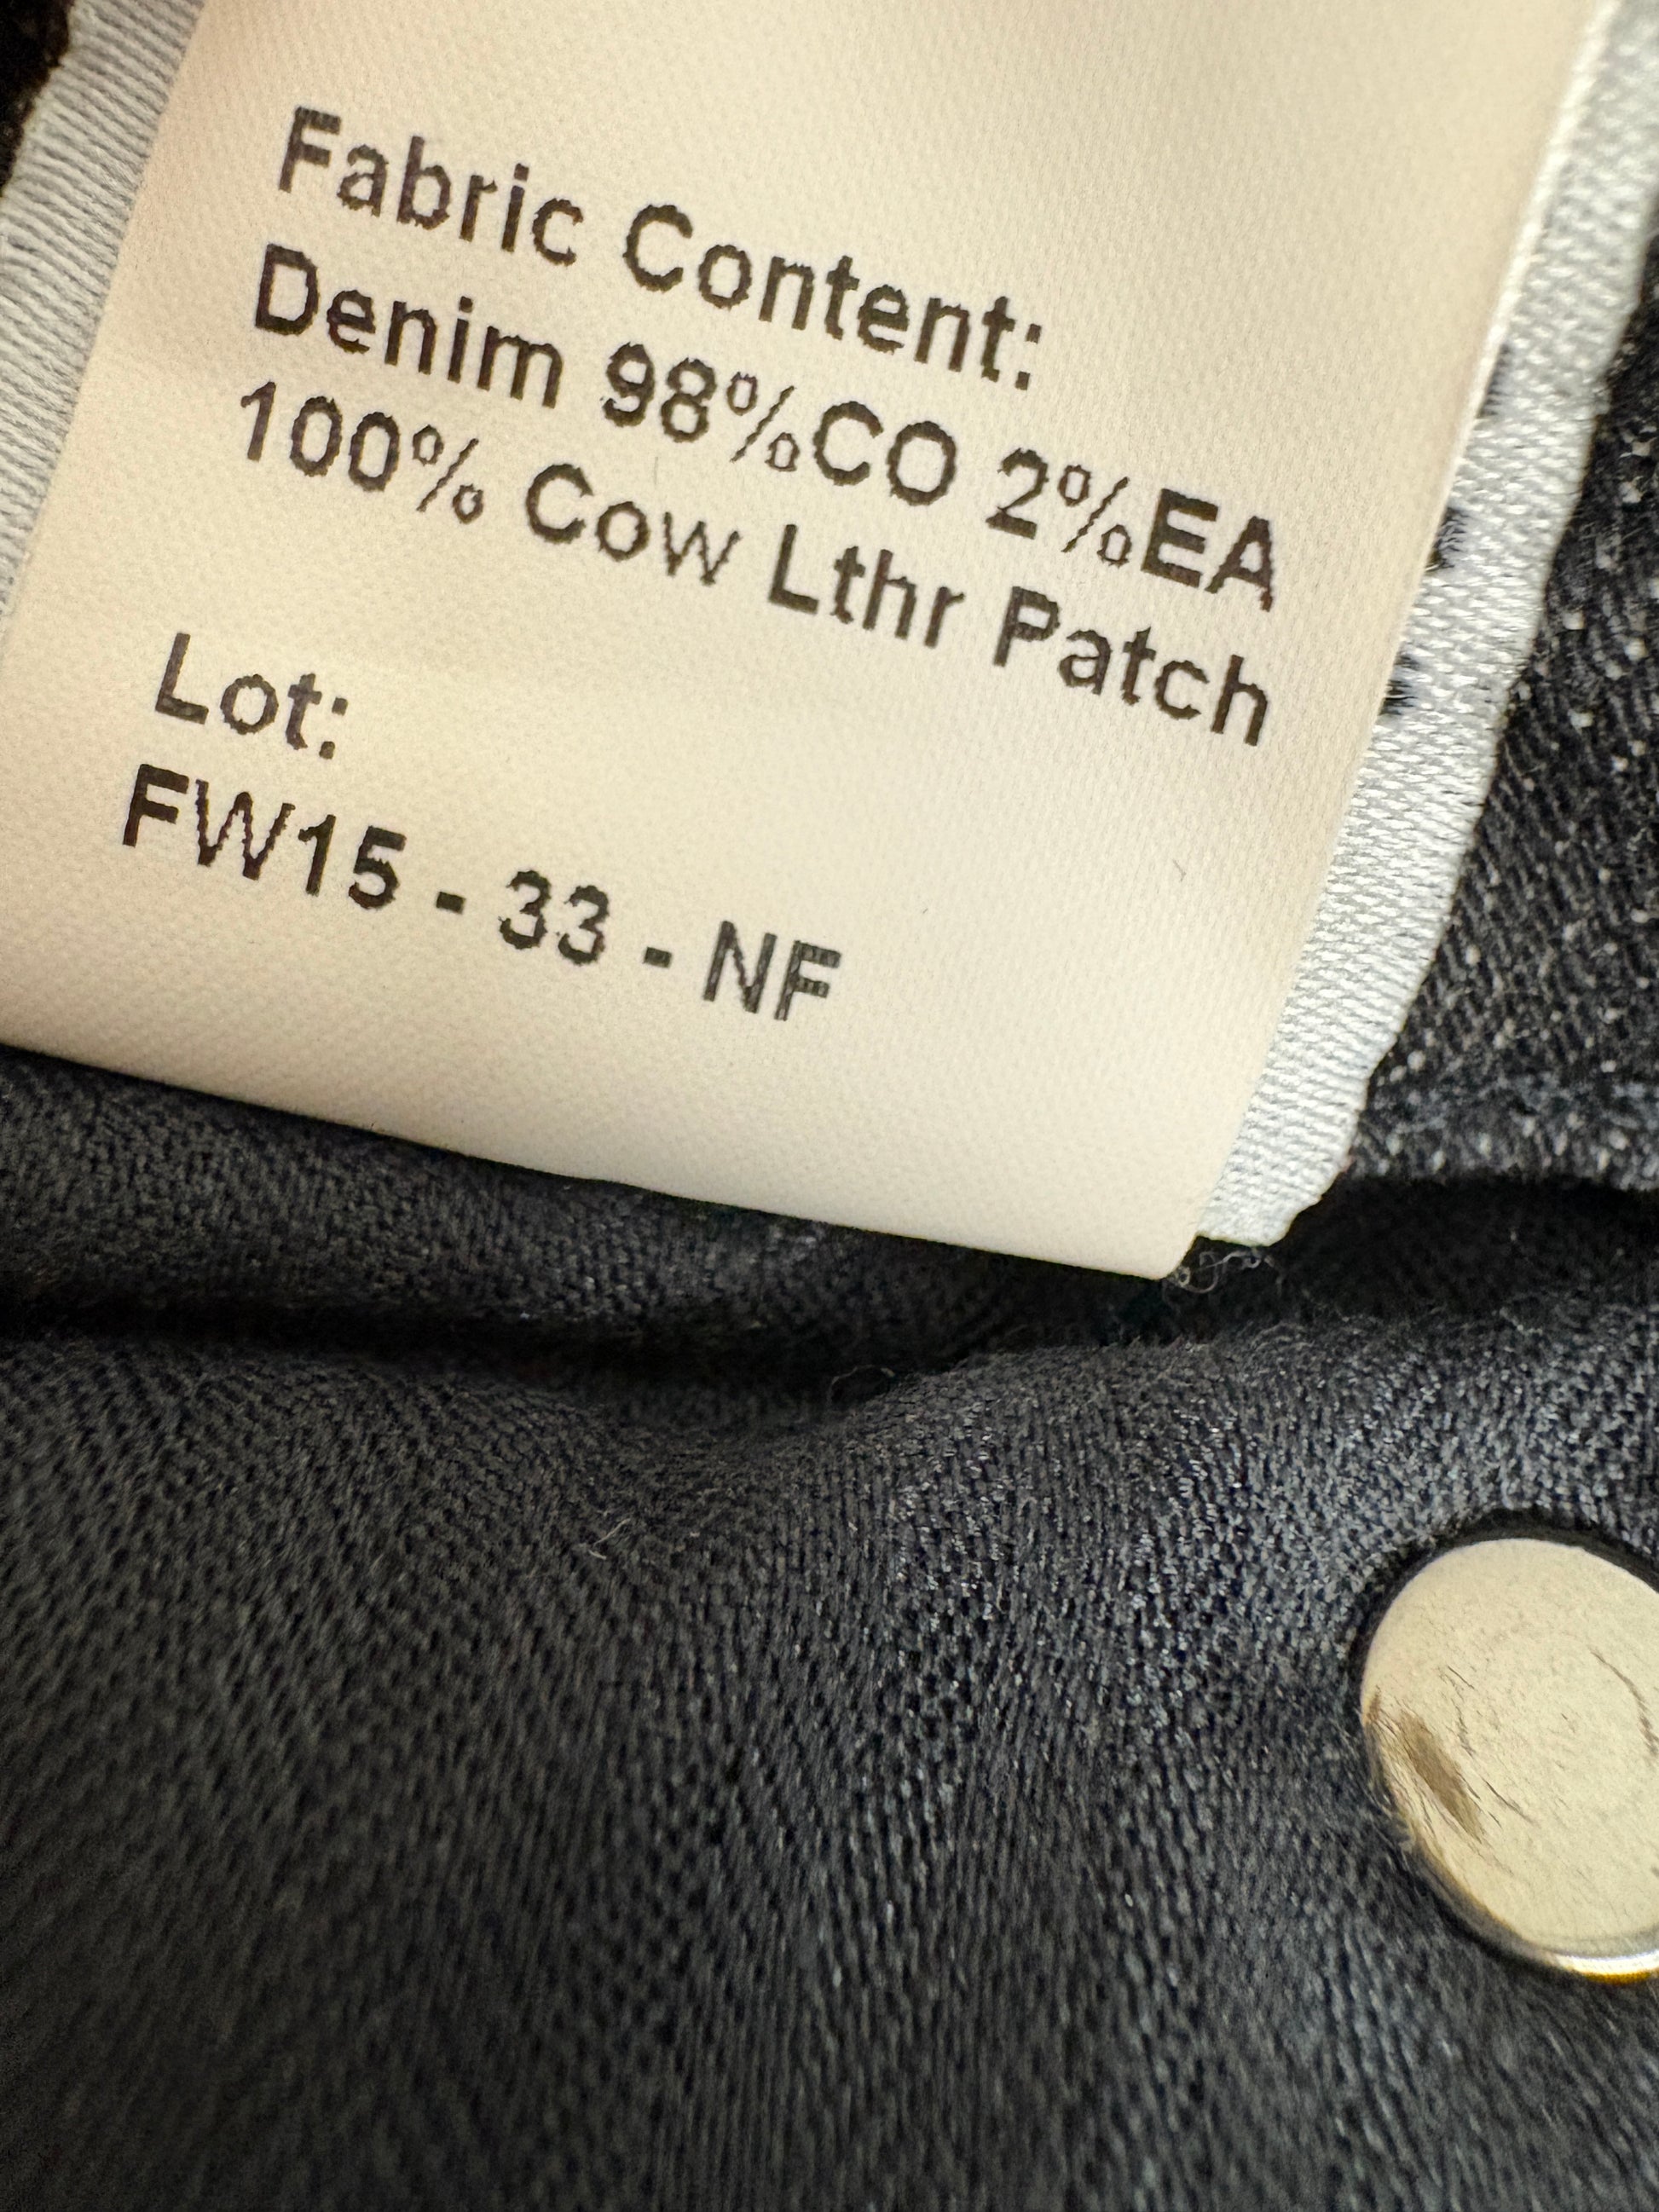 Fabric Content:
Denim 98%CO 2%EA
100% Cow Lthr Patch
Lot:
FW15 - 33 - NF